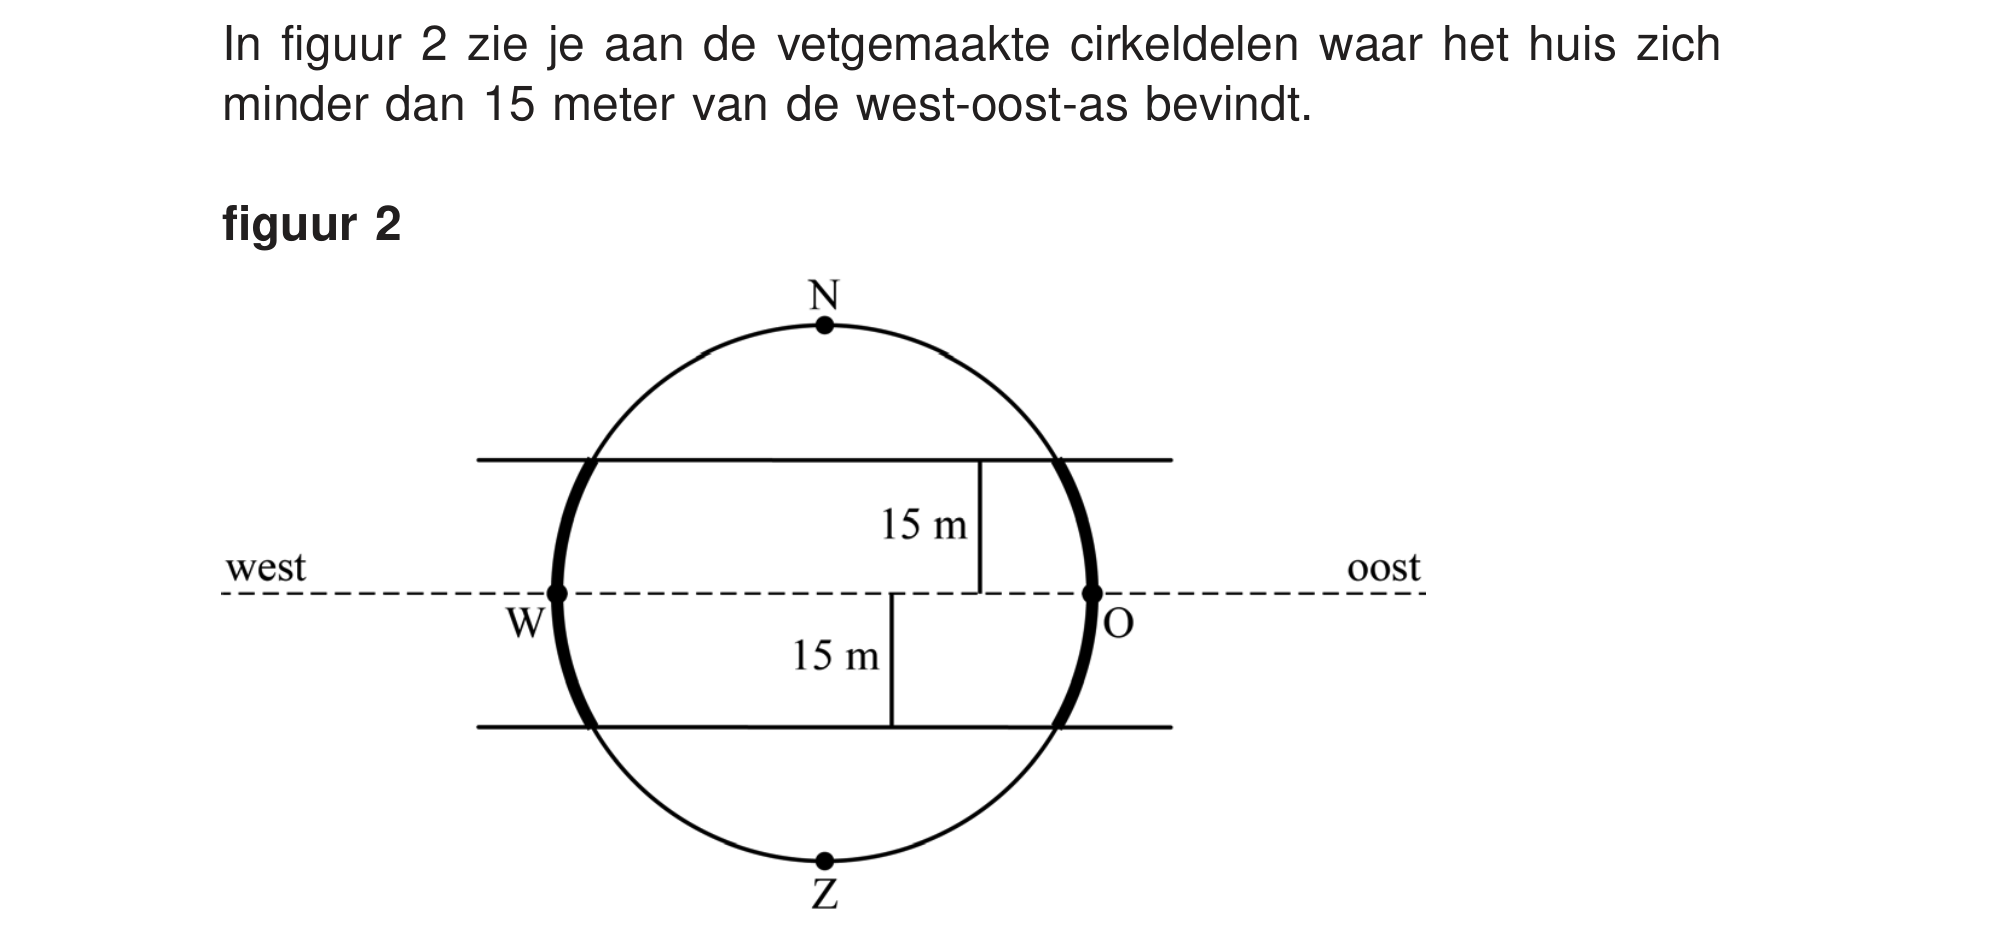 In figuur 2 zie je aan de vetgemaakte cirkeldelen waar het huis zich
minder dan 15 meter van de west-oost-as bevindt.
figuur 2
N
15 m
west
oost
W
O
15 m
Z